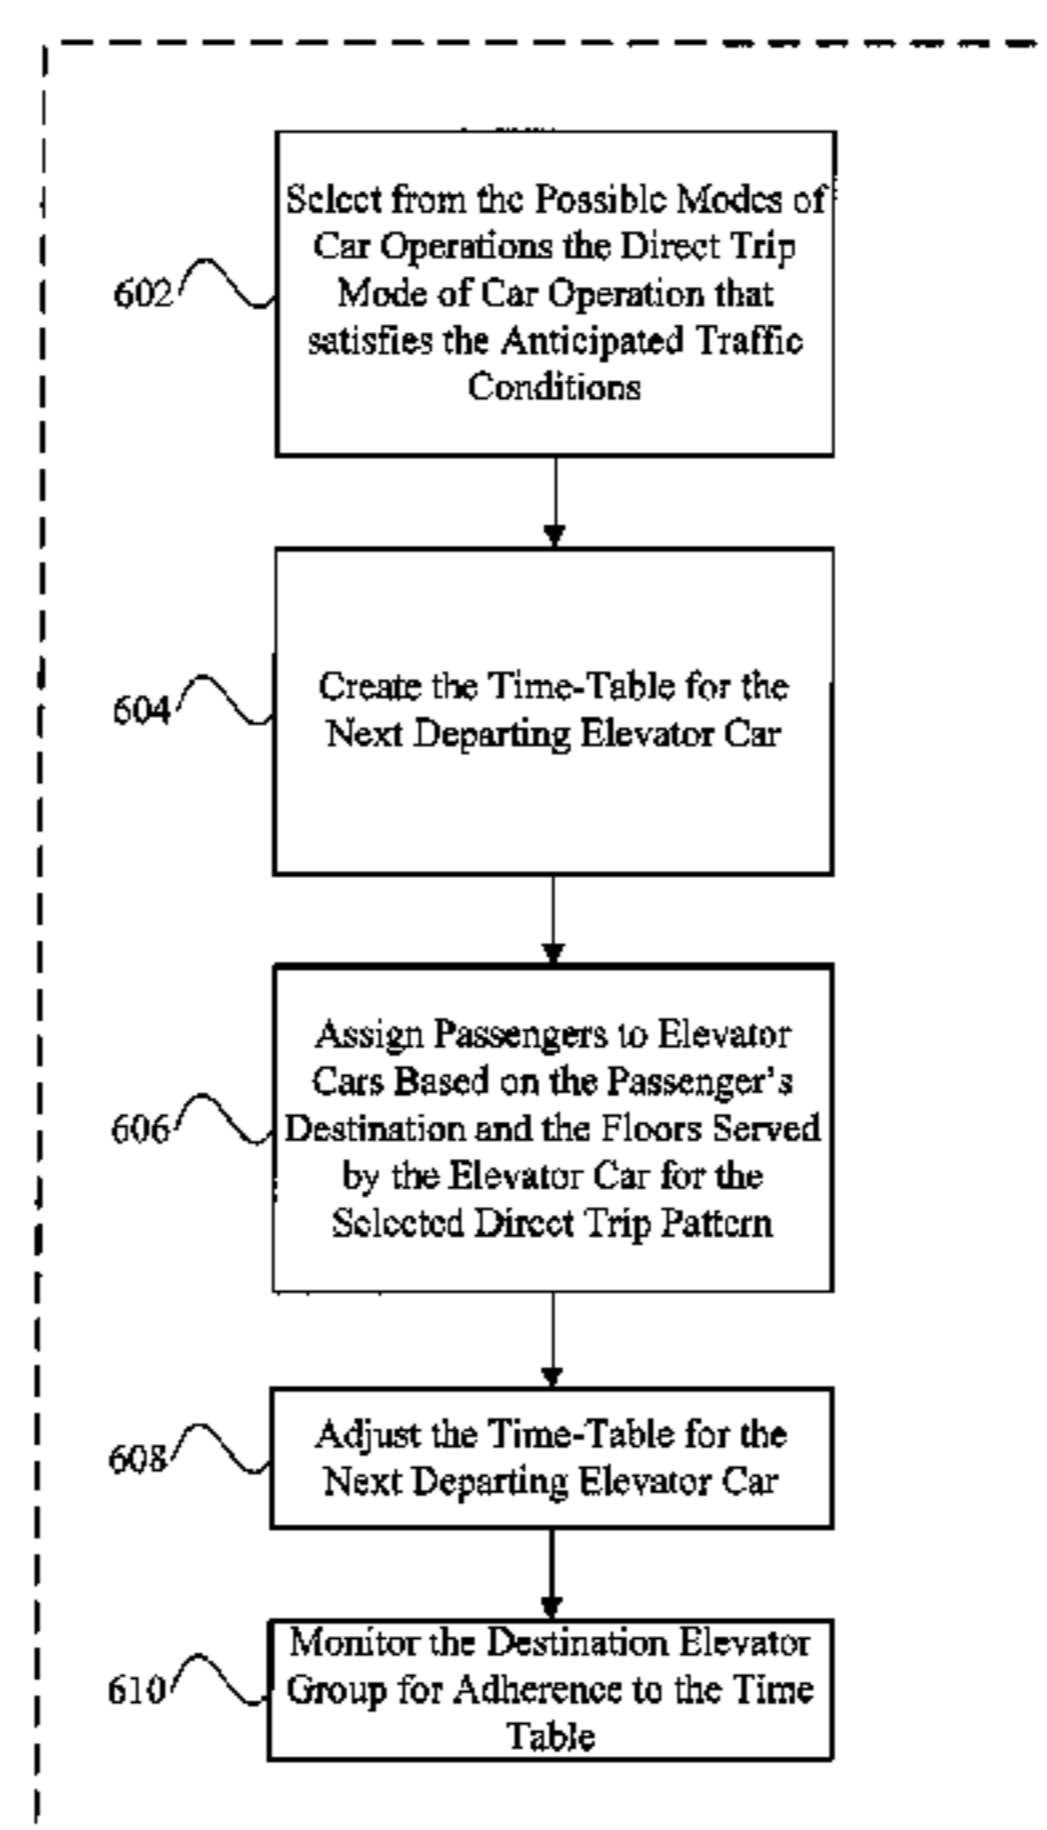 Select from the Possible Modes of
Car Operations the Direct Trip
602
Mode of Car Operation that
satisfies the Anticipated Traffic
Conditions
604
Create the Time-Table for the
Next Departing Elevator Car
Assign Passengers to Elevator
Cars Based on the Passenger's
606
Destination and the Floors Served
by the Elevator Car for the
Selected Direct Trip Pattern
608
Adjust the Time-Table for the
Next Departing Elevator Car
610
Monitor the Destination Elevator
Group for Adherence to the Time
Table